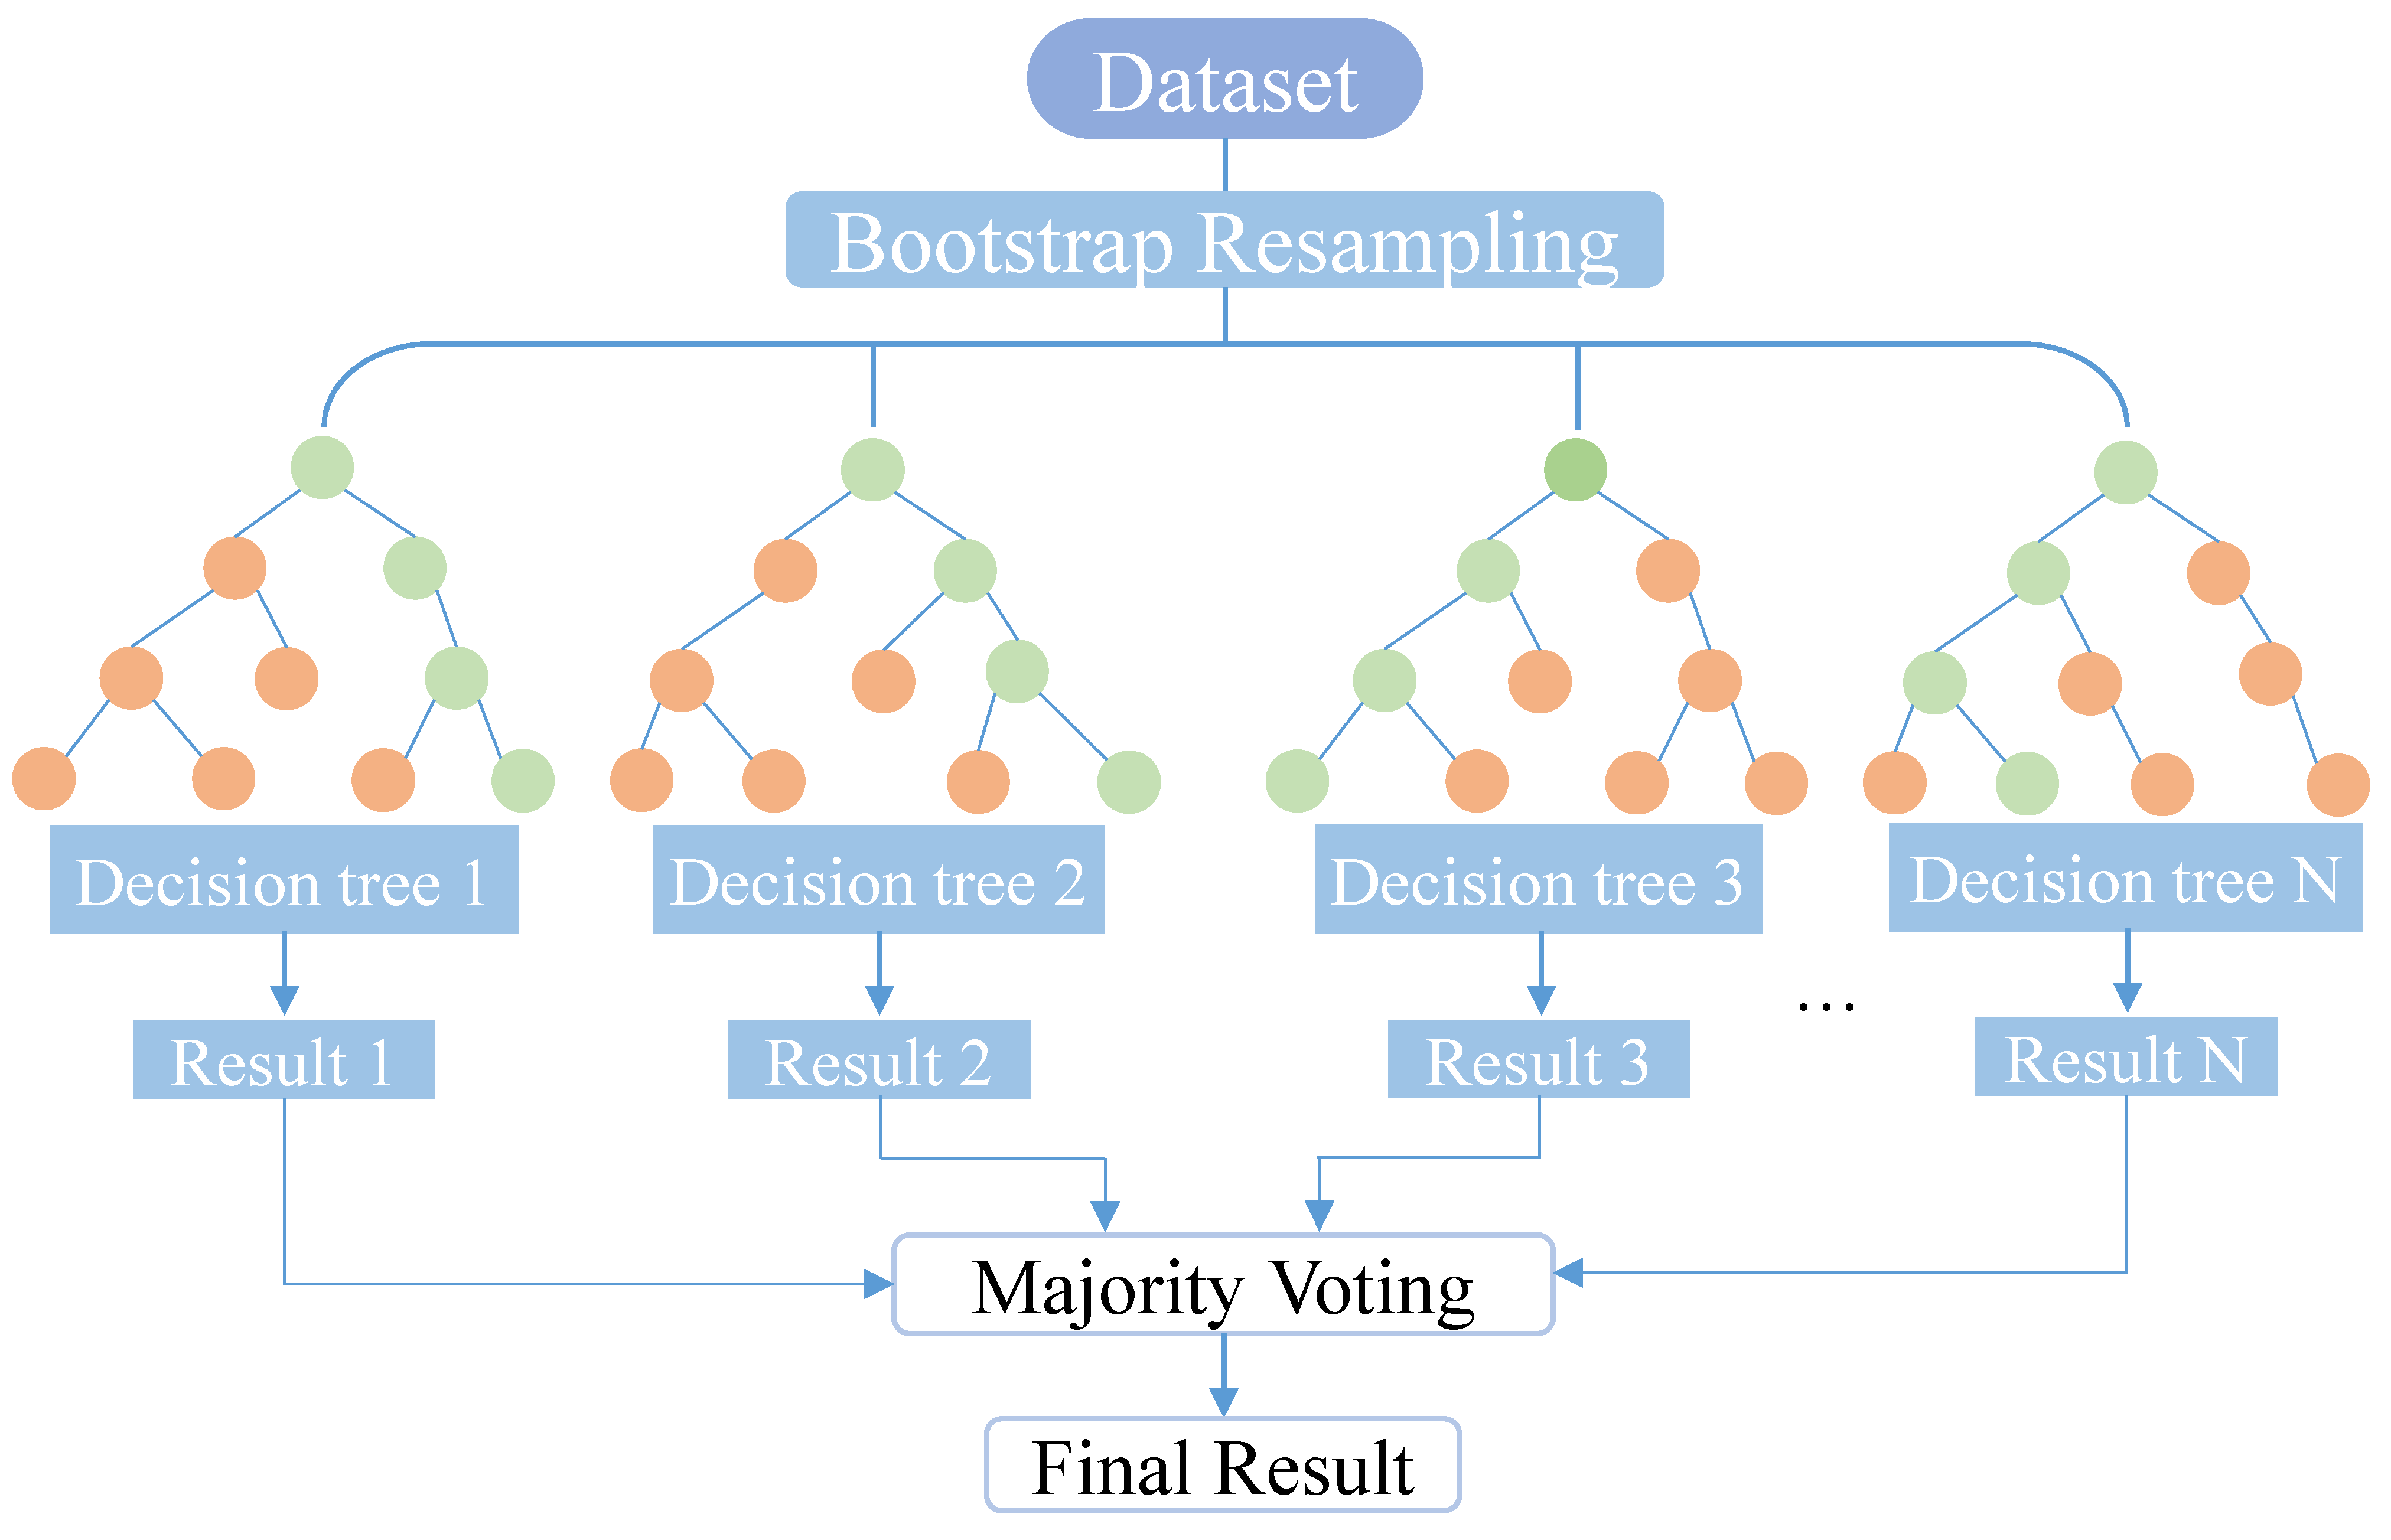 Dataset
Bootstrap Resampling
Decision tree 1
Decision tree 2
Decision tree 3
Decision tree N
...
Result 1
Result 2
Result 3
Result N
Majority Voting
Final Result